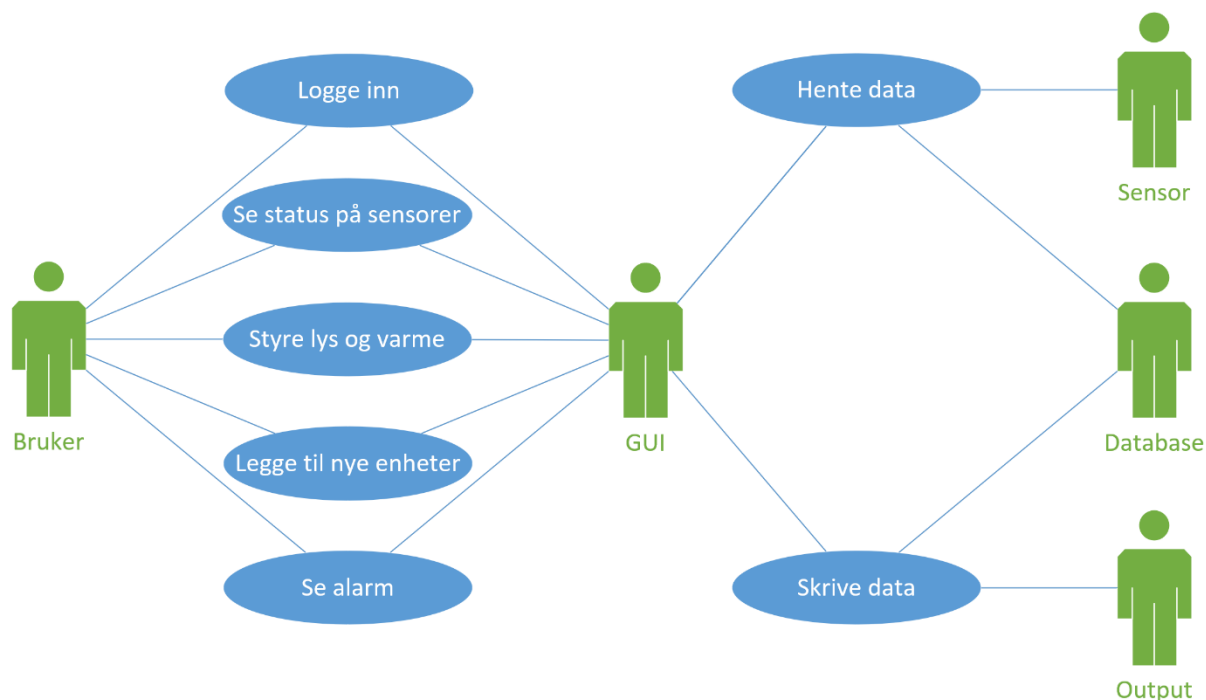 Logge inn
Hente data
Sensor
Se status på sensorer
Styre lys og varme
Bruker
GUI
Database
Legge til nye enheter
Se alarm
Skrive data
Output